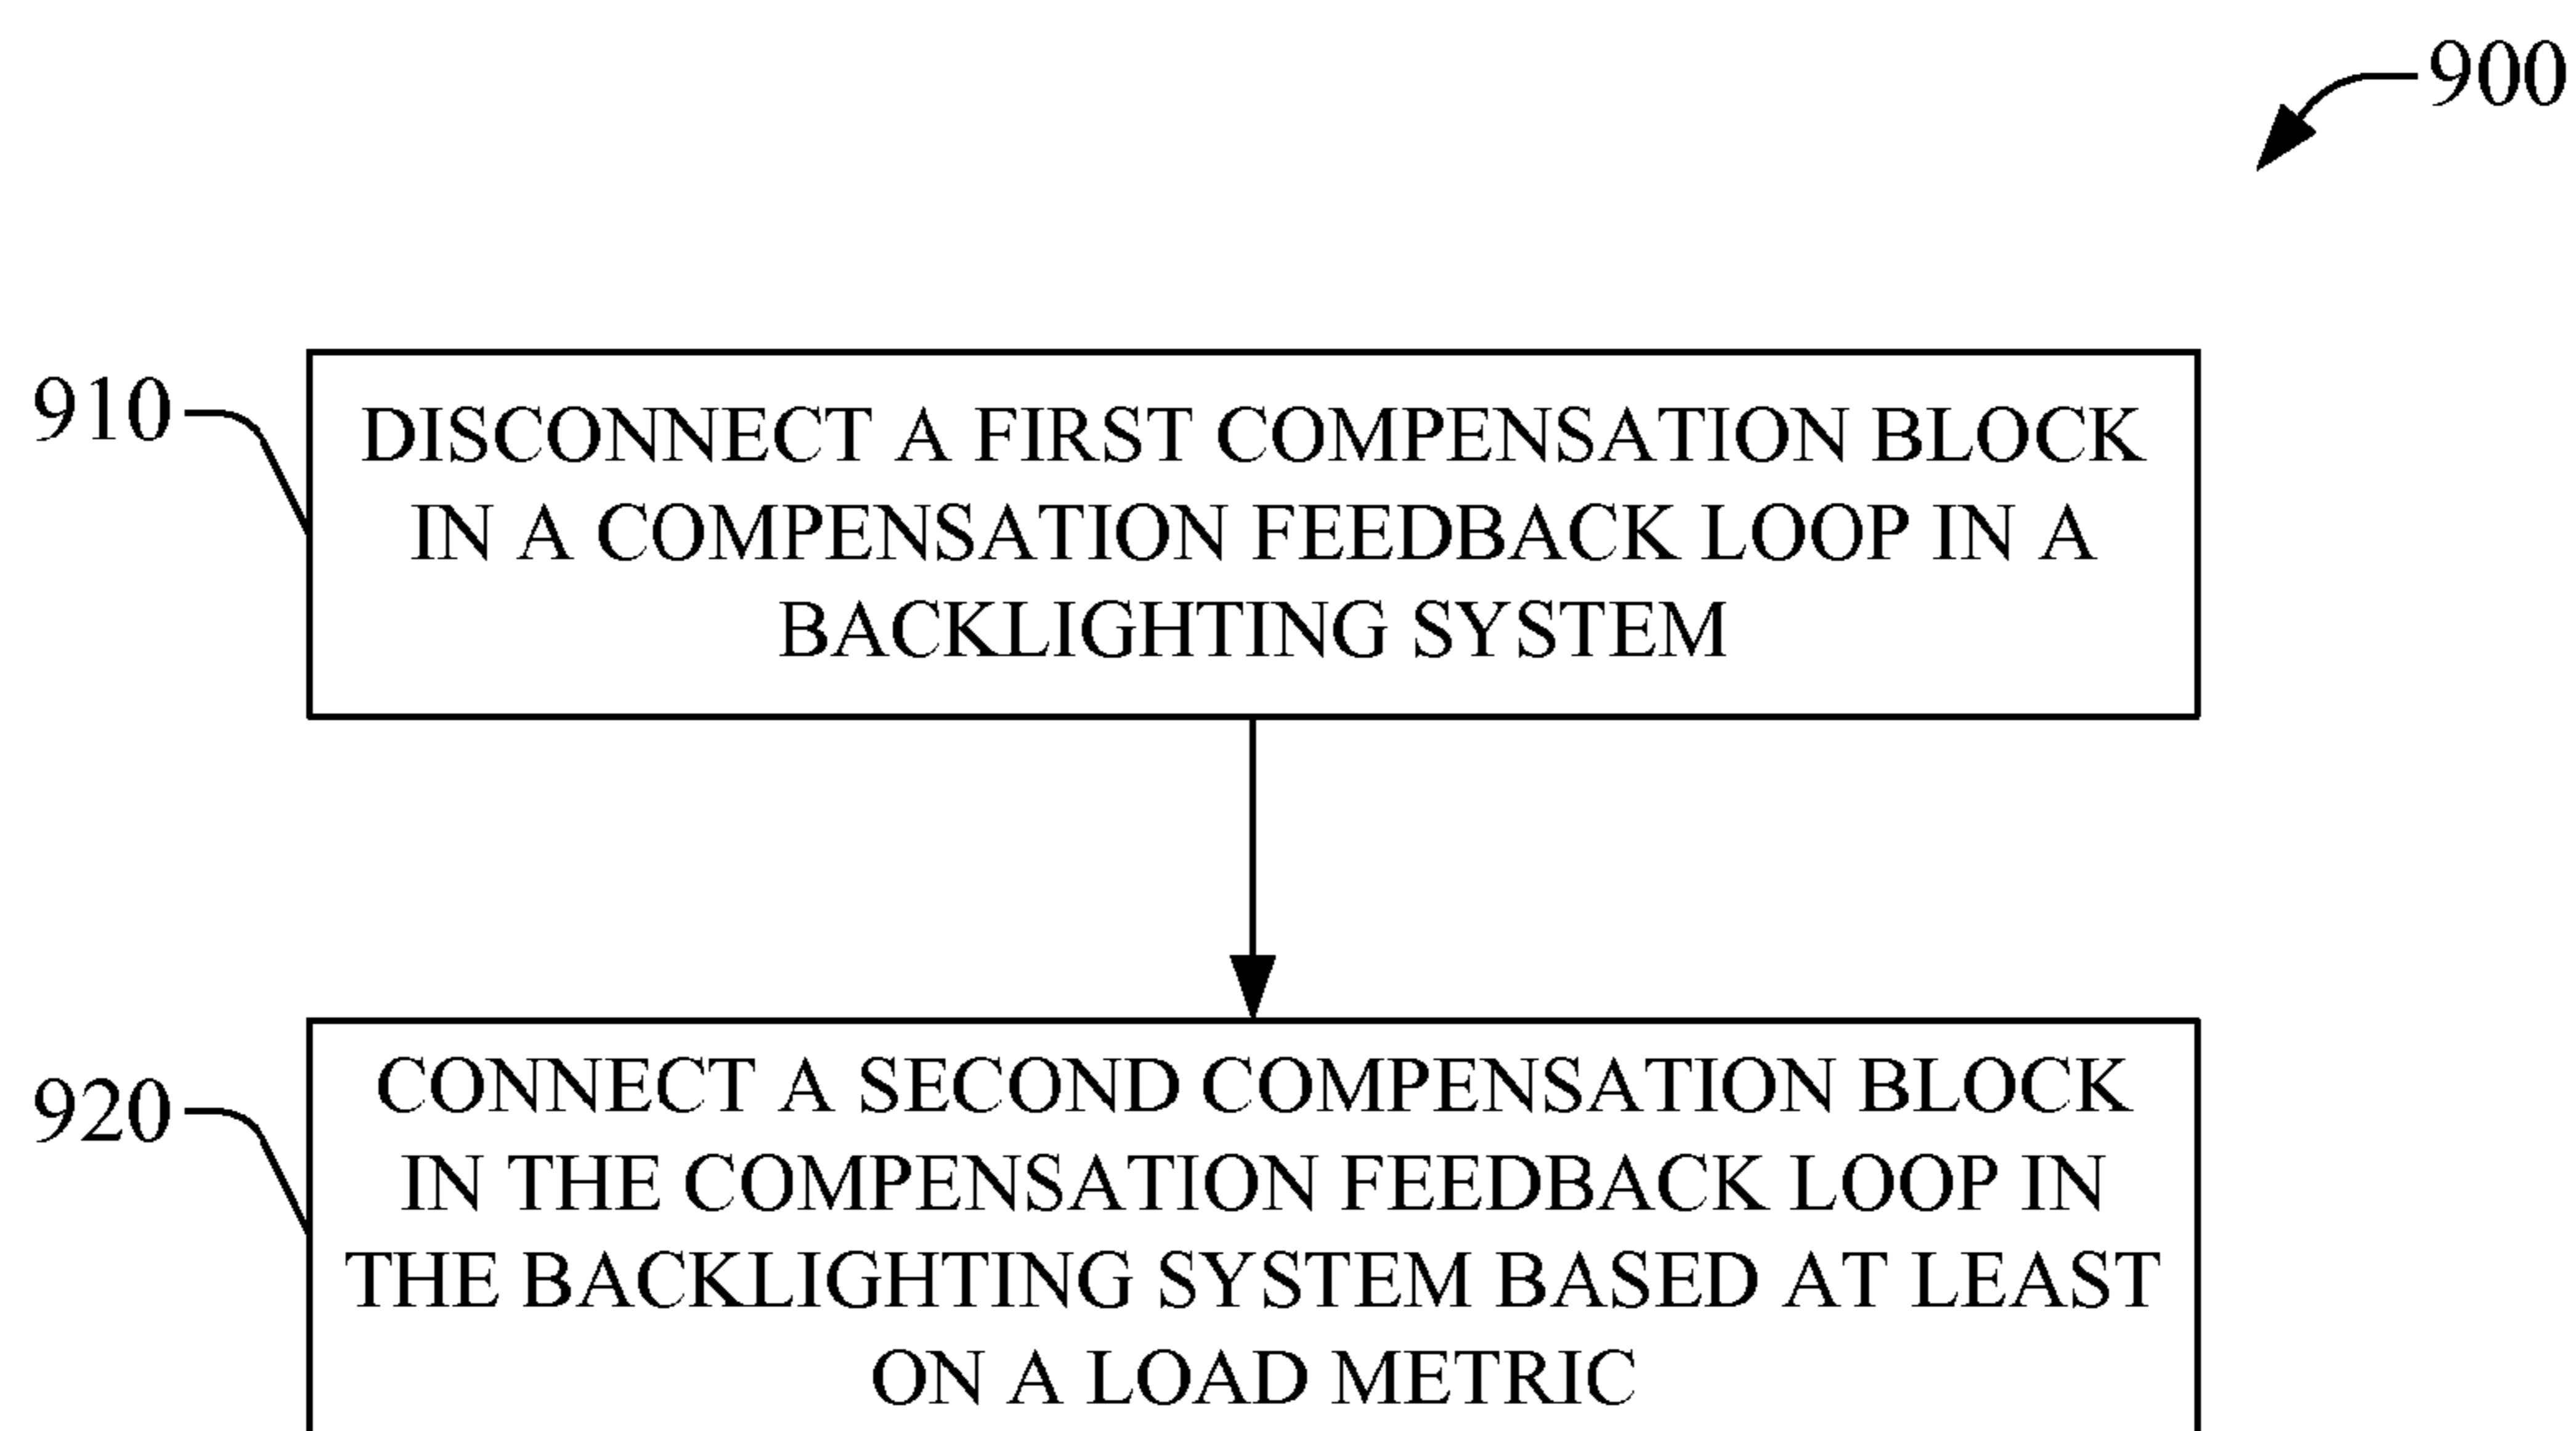 900
910
DISCONNECT A FIRST COMPENSATION BLOCK
IN A COMPENSATION FEEDBACK LOOP IN A
BACKLIGHTING SYSTEM
920
CONNECT A SECOND COMPENSATION BLOCK
IN THE COMPENSATION FEEDBACK LOOP IN
THE BACKLIGHTING SYSTEM BASED AT LEAST
ON A LOAD METRIC